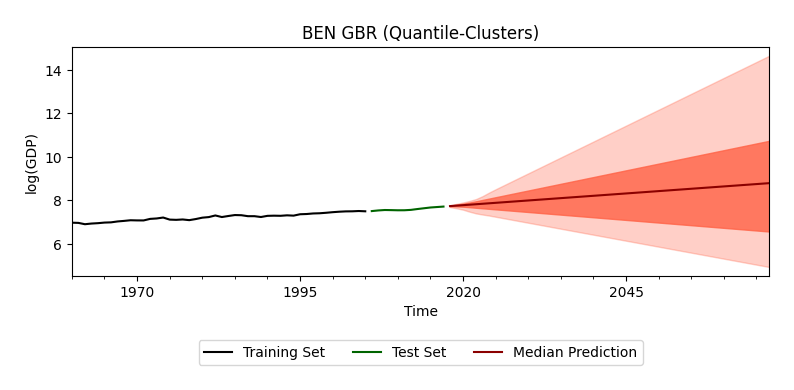 BEN GBR (Quantile-Clusters)
14
12
10
8
6
log(GDP)
1970
1995
2020
2045
Time
Training Set
Test Set
Median Prediction